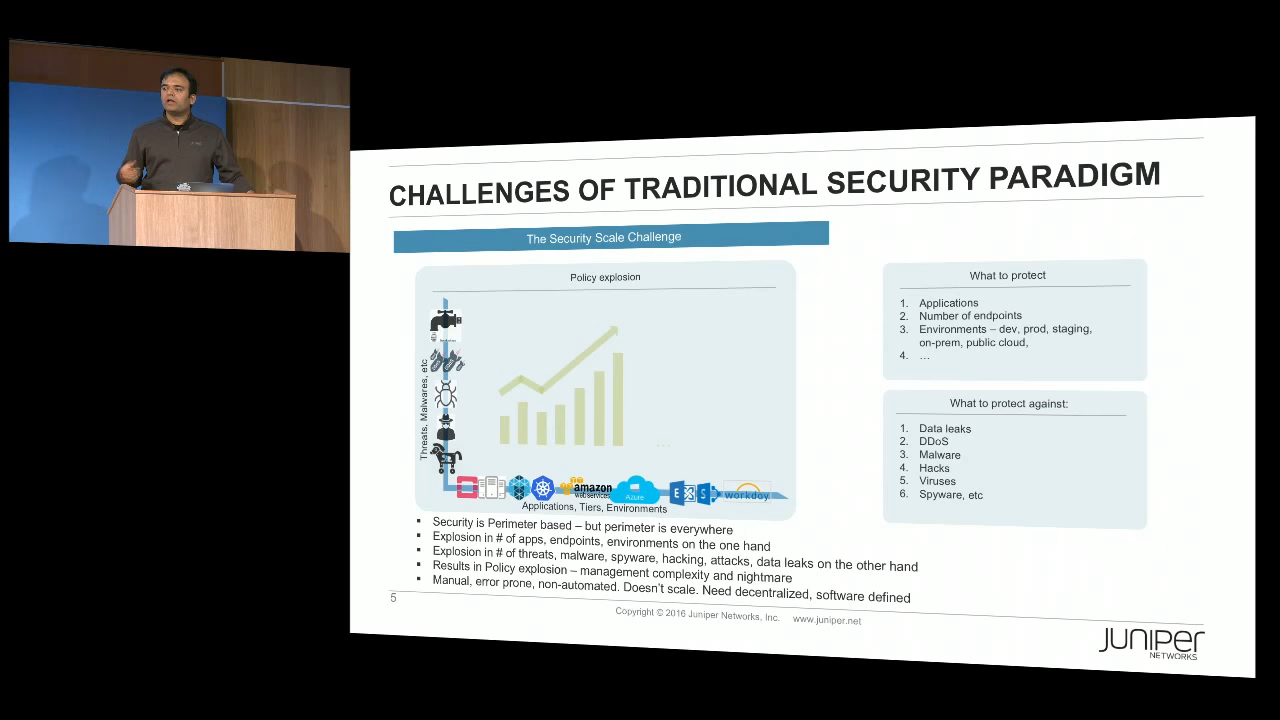 CHALLENGES OF TRADITIONAL SECURITY PARADIGM
The Security Scale Challenge
Policy explosion
Threats, Malwares, etc
amazon
webservices
Azure
workday
Applications, Tiers, Environments
What to protect
1. Applications
2. Number of endpoints
3. Environments – dev, prod, staging,
on-prem, public cloud,
4. …
What to protect against:
1. Data leaks
2. DDoS
3. Malware
4. Hacks
5. Viruses
6. Spyware, etc
▪ Security is Perimeter based – but perimeter is everywhere
▪ Explosion in # of apps, endpoints, environments on the one hand
▪ Explosion in # of threats, malware, spyware, hacking, attacks, data leaks on the other hand
▪ Results in Policy explosion – management complexity and nightmare
▪ Manual, error prone, non-automated. Doesn't scale. Need decentralized, software defined
5
Copyright © 2016 Juniper Networks, Inc. www.juniper.net
JUNIPER
NETWORKS